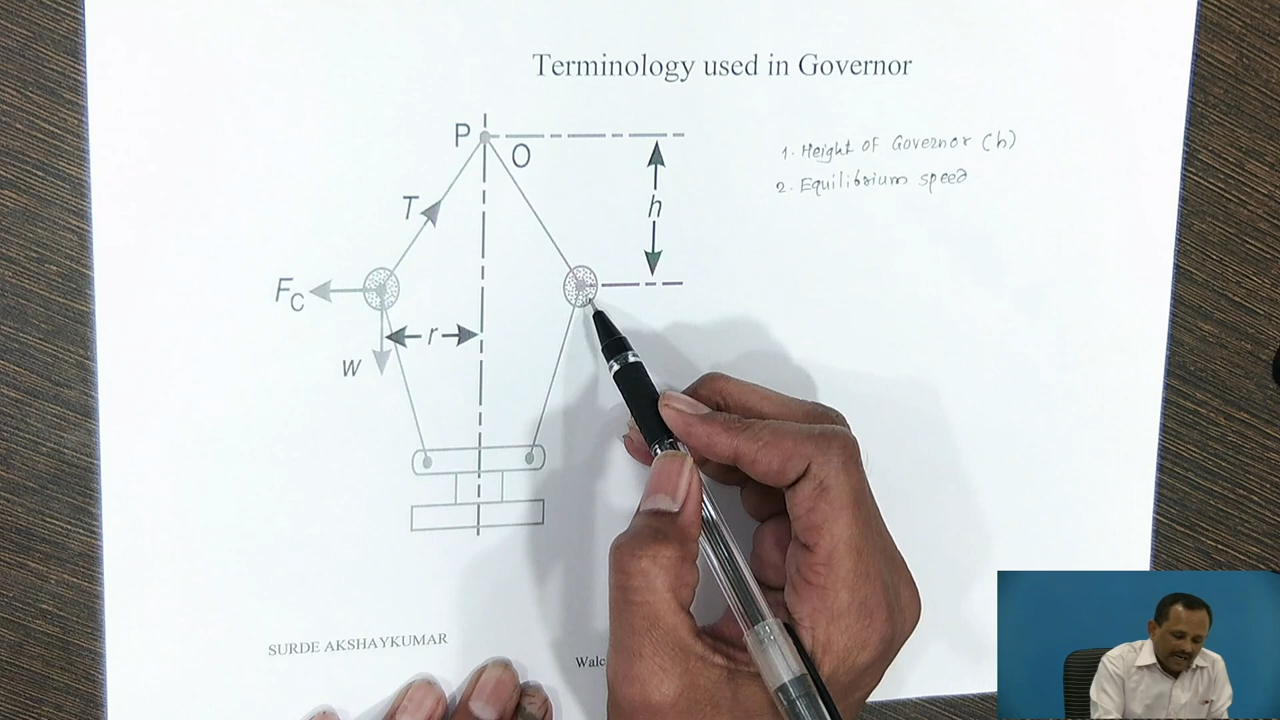 Terminology used in Governor
1. Height of Governor (h)
2. Equilibrium speed
P
O
T
h
FC
r
w
SURDE AKSHAYKUMAR